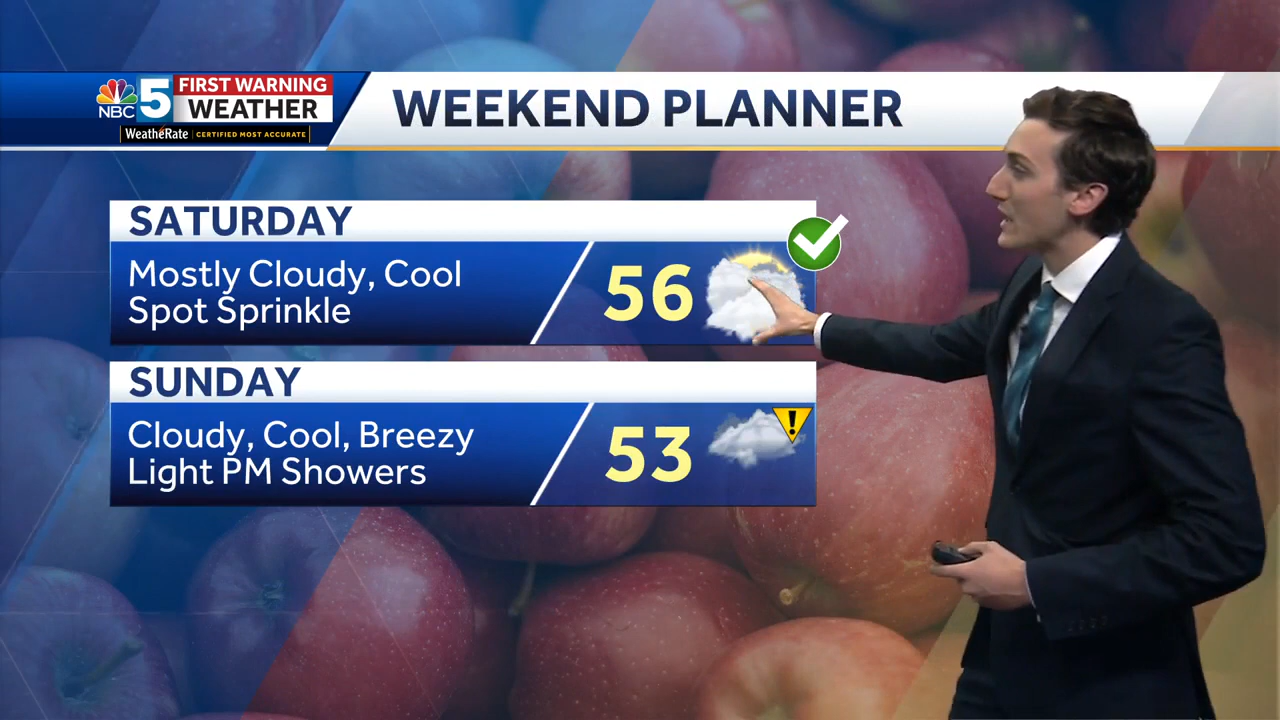 NBC 5 FIRST WARNING
WEATHER
WeatheRate CERTIFIED MOST ACCURATE
WEEKEND PLANNER
SATURDAY
Mostly Cloudy, Cool
Spot Sprinkle
56
SUNDAY
Cloudy, Cool, Breezy
Light PM Showers
53
!